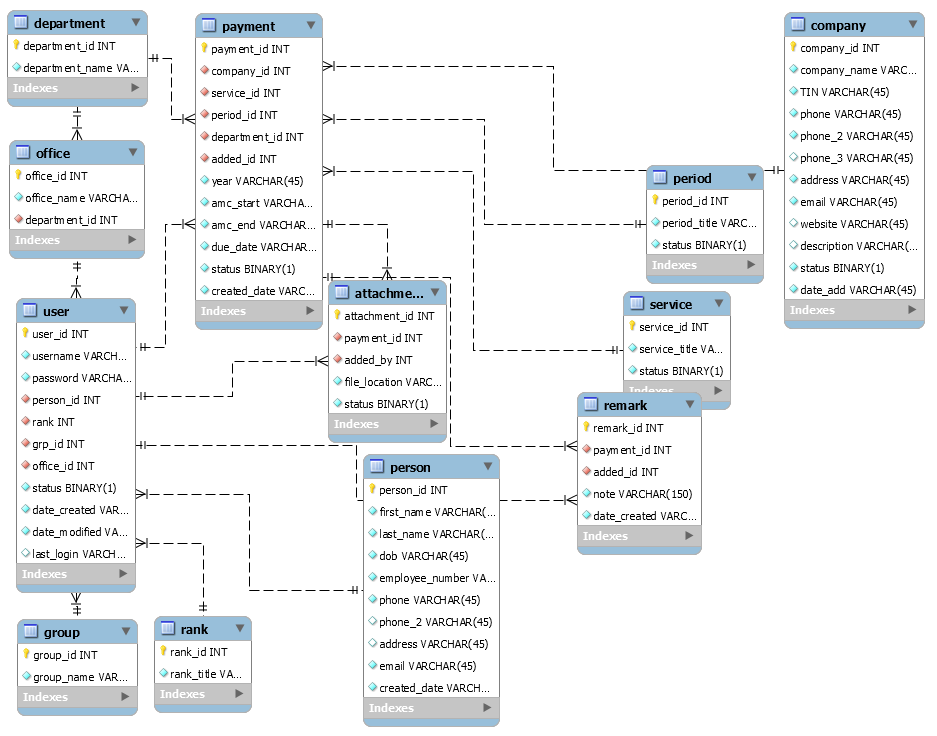 department
department_id INT
department_name VA...
Indexes
office
office_id INT
office_name VARCHA...
department_id INT
Indexes
user
user_id INT
username VARCH...
password VARCHA...
person_id INT
rank INT
grp_id INT
office_id INT
status BINARY(1)
date_created VAR...
date_modified VA...
last_login VARCH...
Indexes
group
group_id INT
group_name VAR...
Indexes
rank
rank_id INT
rank_title VA...
Indexes
payment
payment_id INT
company_id INT
service_id INT
period_id INT
department_id INT
added_id INT
year VARCHAR(45)
amc_start VARCHA...
amc_end VARCHAR...
due_date VARCHAR...
status BINARY(1)
created_date VARC...
Indexes
attachme...
attachment_id INT
payment_id INT
added_by INT
file_location VARC...
status BINARY(1)
Indexes
person
person_id INT
first_name VARCHAR(...
last_name VARCHAR(...
dob VARCHAR(45)
employee_number VA...
phone VARCHAR(45)
phone_2 VARCHAR(45)
address VARCHAR(45)
email VARCHAR(45)
created_date VARCH...
Indexes
period
period_id INT
period_title VARC...
status BINARY(1)
Indexes
service
service_id INT
service_title VA...
status BINARY(1)
Indexes
remark
remark_id INT
payment_id INT
added_id INT
note VARCHAR(150)
date_created VARC...
Indexes
company
company_id INT
company_name VARC...
TIN VARCHAR(45)
phone VARCHAR(45)
phone_2 VARCHAR(45)
phone_3 VARCHAR(45)
address VARCHAR(45)
email VARCHAR(45)
website VARCHAR(45)
description VARCHAR(...
status BINARY(1)
date_add VARCHAR(45)
Indexes